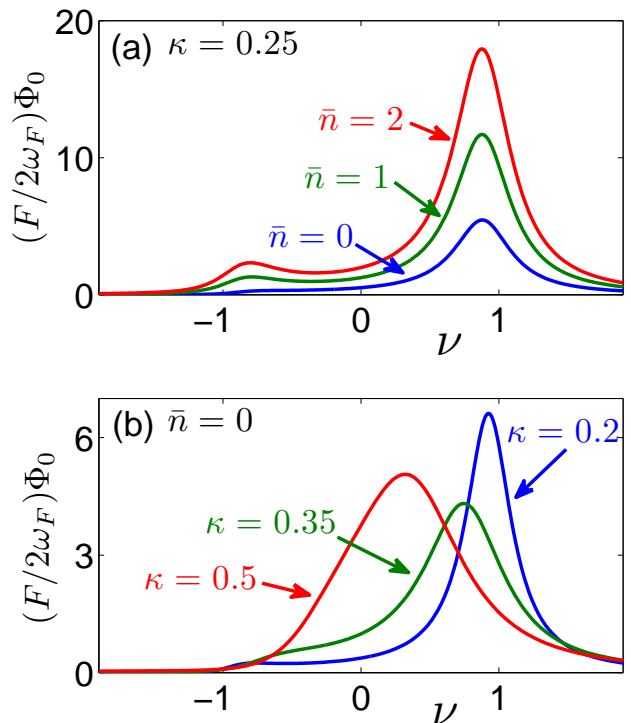 (a) κ = 0.25
(F/2ω_F)Φ_0
20
10
0
n̄ = 2
n̄ = 1
n̄ = 0
−1 0 1
ν
(b) n̄ = 0
(F/2ω_F)Φ_0
6
3
0
κ = 0.2
κ = 0.35
κ = 0.5
−1 0 1
ν